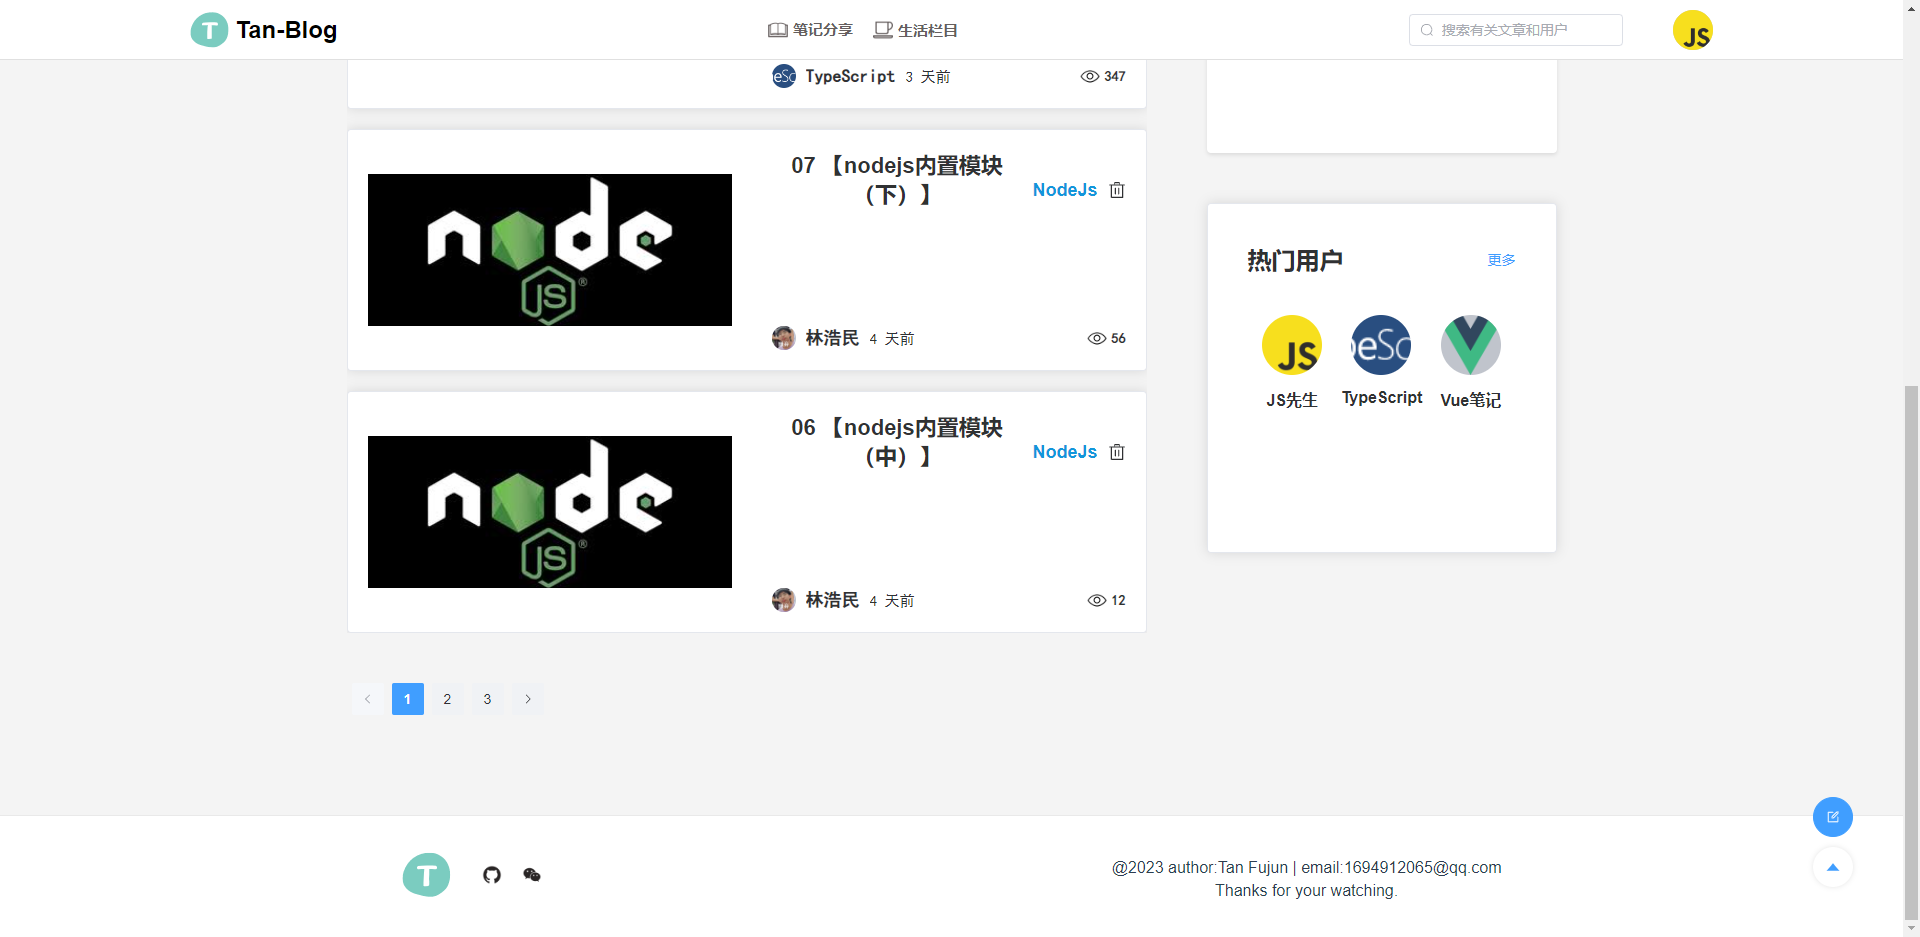 T Tan-Blog
笔记分享
生活栏目
搜索有关文章和用户
JS
eSc TypeScript 3 天前
347
07 【nodejs内置模块
（下）】
NodeJs
node
JS®
林浩民 4 天前
56
06 【nodejs内置模块
（中）】
NodeJs
node
JS®
林浩民 4 天前
12
热门用户
更多
JS
eSc
JS先生
TypeScript
Vue笔记
1
2
3
T
@2023 author:Tan Fujun | email:1694912065@qq.com
Thanks for your watching.